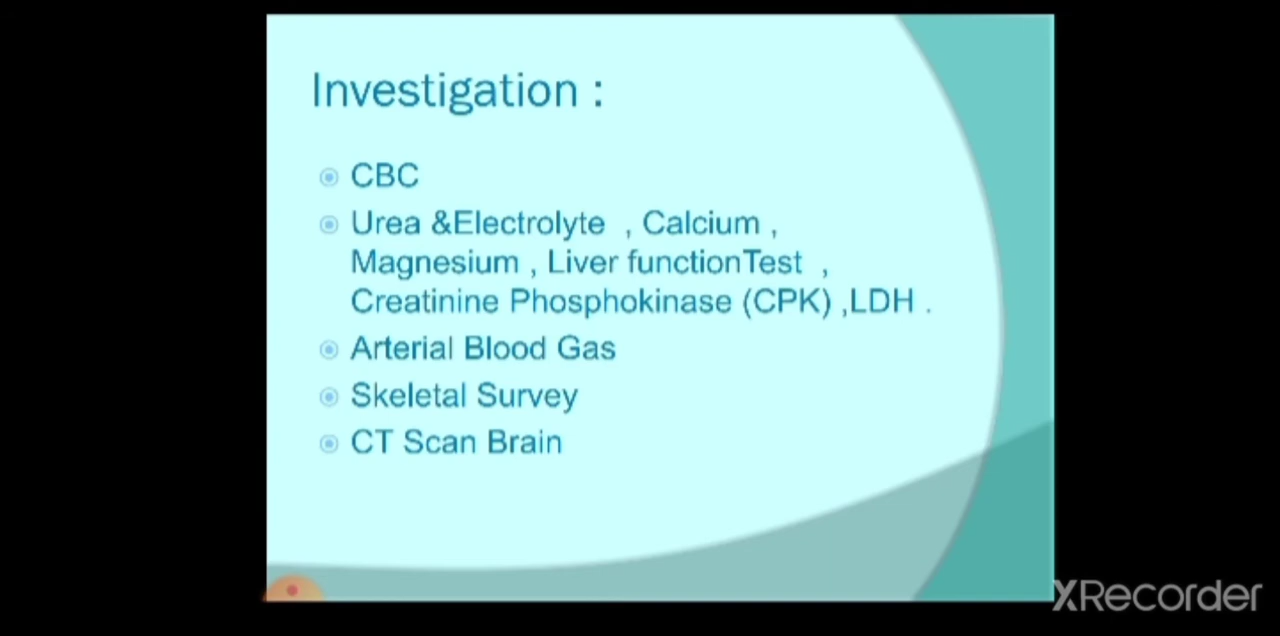 Investigation :
CBC
Urea &Electrolyte , Calcium ,
Magnesium , Liver functionTest ,
Creatinine Phosphokinase (CPK) ,LDH .
Arterial Blood Gas
Skeletal Survey
CT Scan Brain
XRecorder